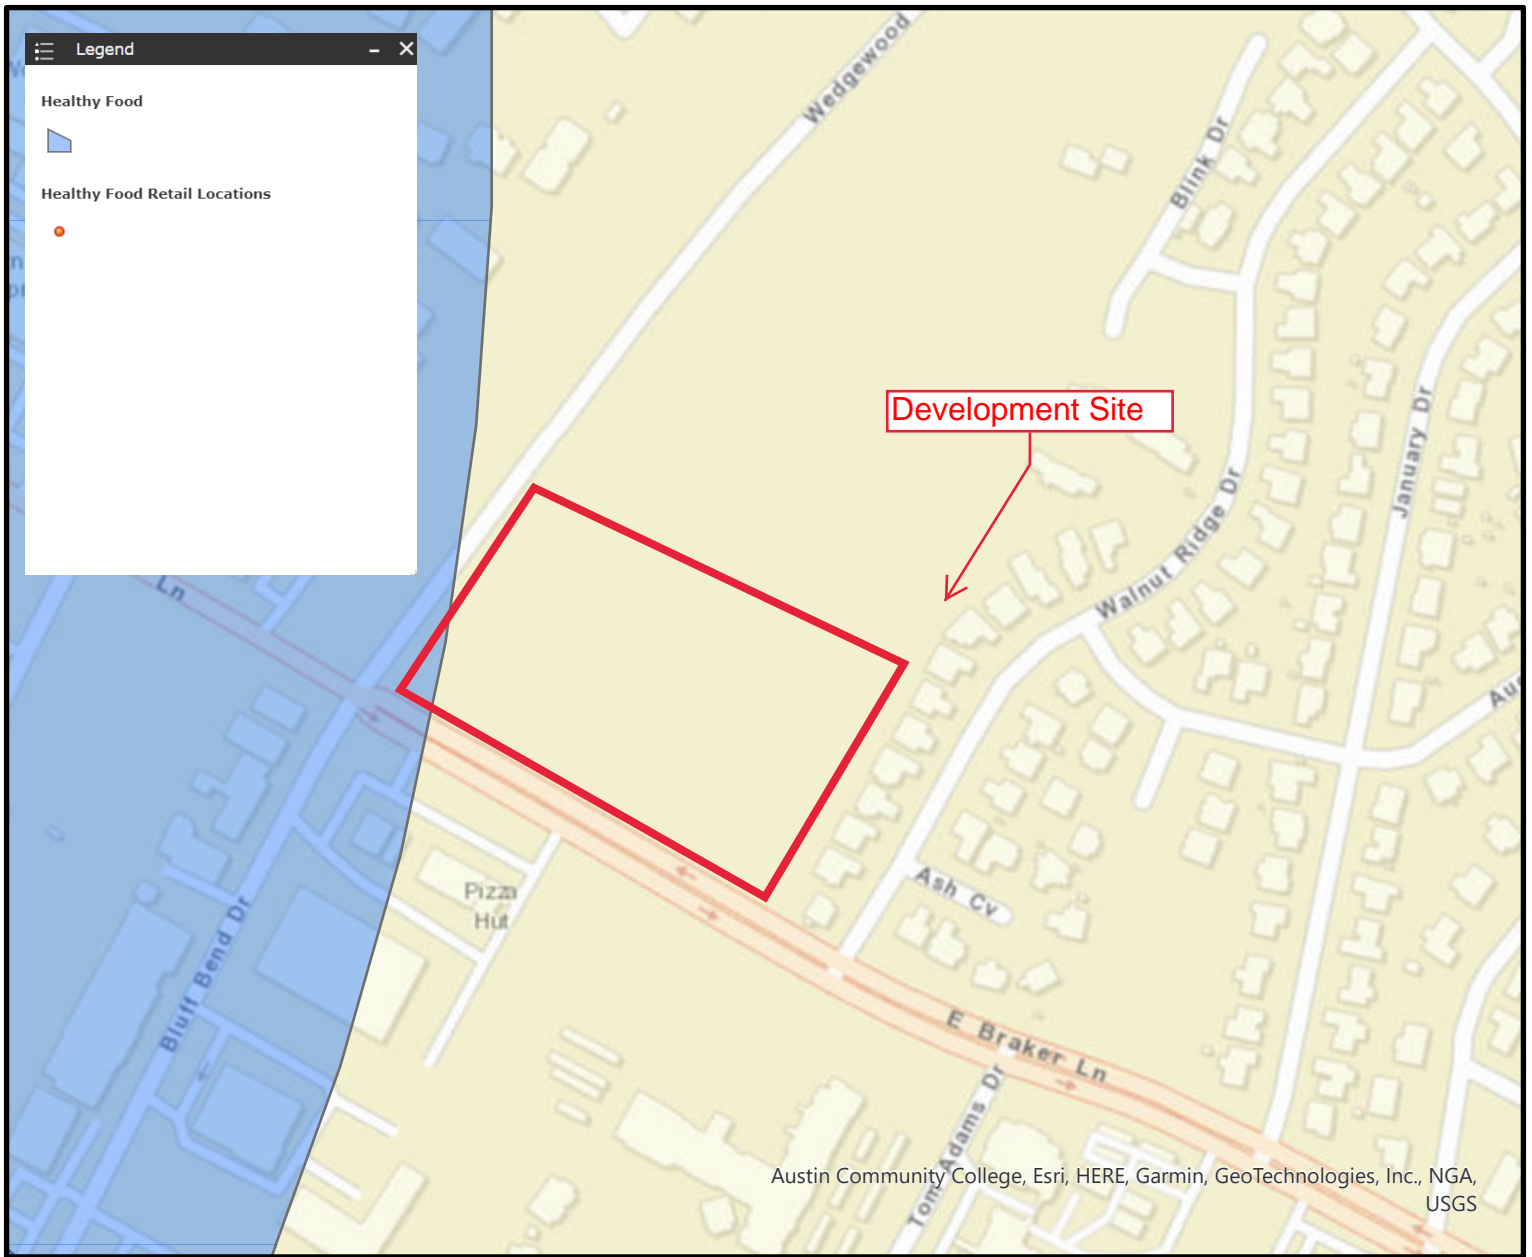 Legend
Healthy Food
Healthy Food Retail Locations
Wedgewood
Blink Dr
Development Site
January Dr
Walnut Ridge Dr
Ln
Pizza
Hut
Ash Cv
Bluff Bend Dr
E Braker Ln
Tom Adams Dr
Austin Community College, Esri, HERE, Garmin, GeoTechnologies, Inc., NGA,
USGS